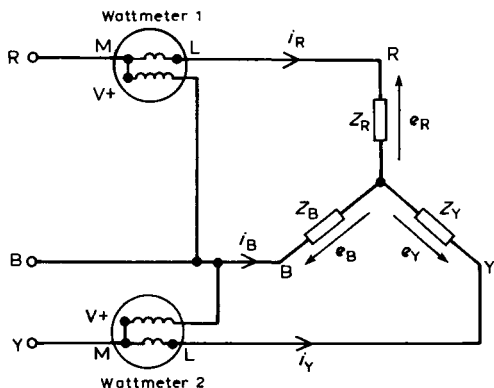 Wattmeter 1
M L
R
V+
i_R
R
Z_R
e_R
Z_B
Z_Y
i_B
B
B
e_B
e_Y
Y
V+
Y
M L
i_Y
Wattmeter 2